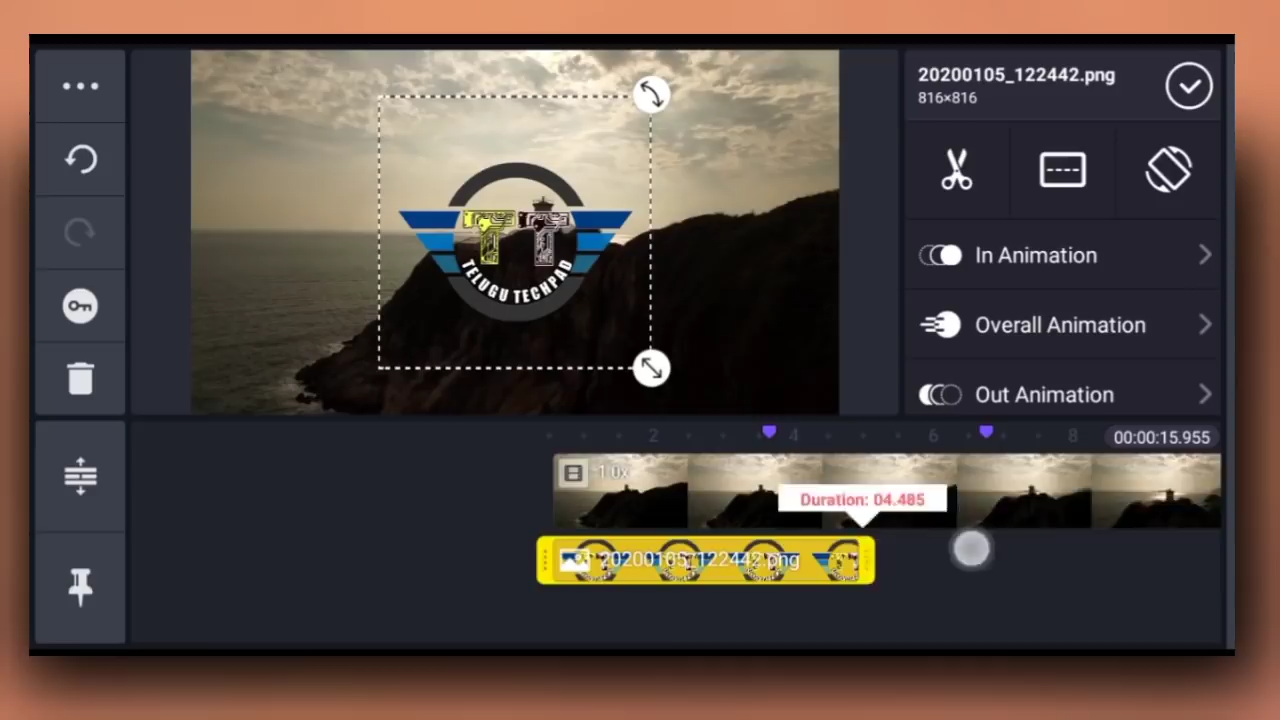 20200105_122442.png
816×816
TT
TELUGU TECHPAD
In Animation
Overall Animation
Out Animation
2 4 6 8 00:00:15.955
1.0x
Duration: 04.485
20200105_122442.png